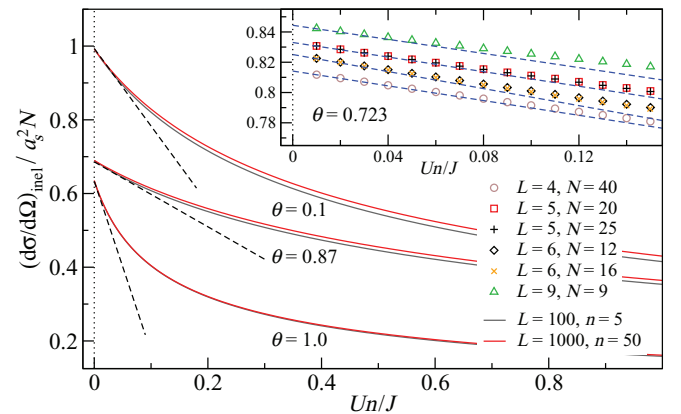 (dσ/dΩ)inel / aₛ²N
1
0.8
0.6
0.4
0.2
0 0.2 0.4 0.6 0.8 1
Un/J
θ = 0.1
θ = 0.87
θ = 1.0
0.84
0.82
0.8
0.78
θ = 0.723
0 0.04 0.08 0.12
Un/J
L = 4, N = 40
L = 5, N = 20
L = 5, N = 25
L = 6, N = 12
L = 6, N = 16
L = 9, N = 9
L = 100, n = 5
L = 1000, n = 50